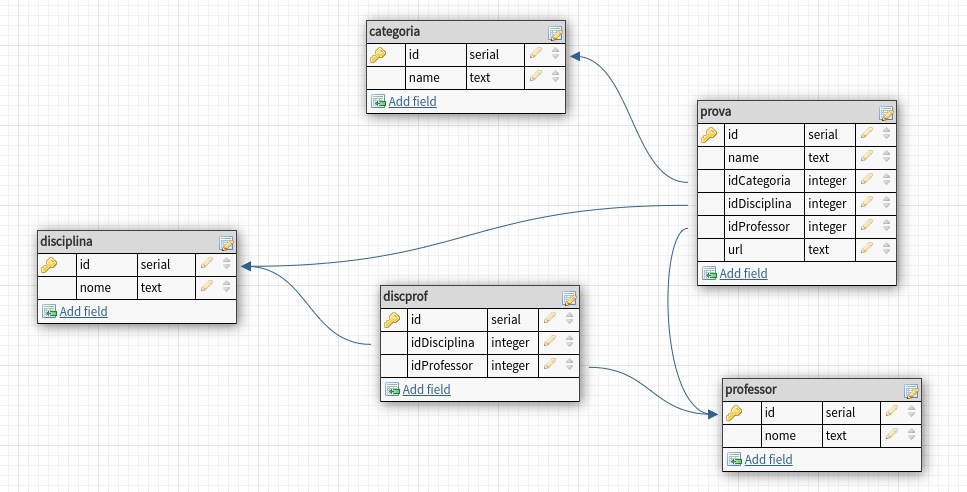 categoria
id serial
name text
Add field
prova
id serial
name text
idCategoria integer
idDisciplina integer
idProfessor integer
url text
Add field
disciplina
id serial
nome text
Add field
discprof
id serial
idDisciplina integer
idProfessor integer
Add field
professor
id serial
nome text
Add field